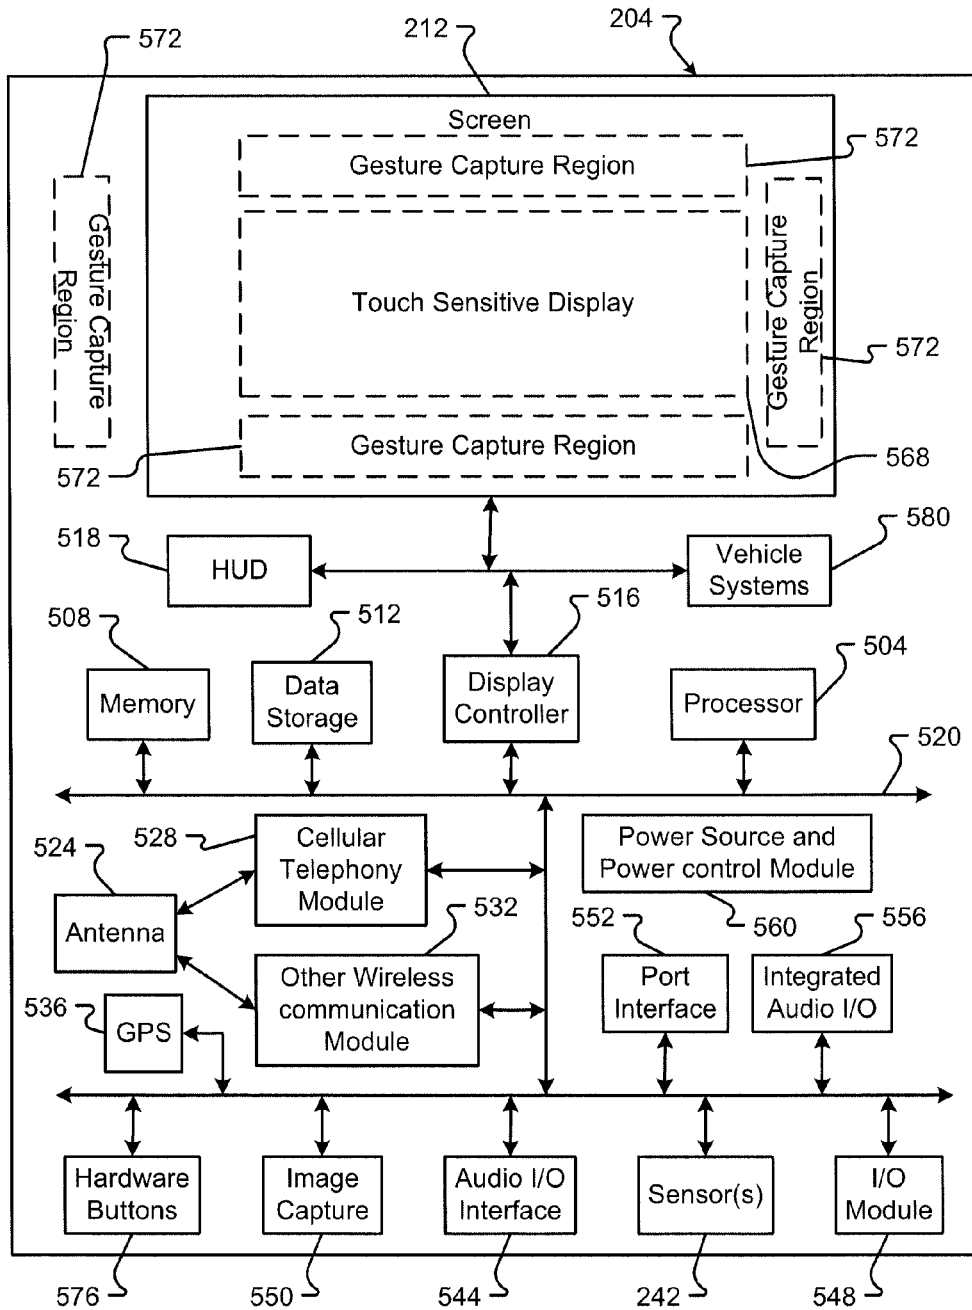 212
204
572
Screen
Gesture Capture Region
572
Gesture Capture
Region
Touch Sensitive Display
Gesture Capture
Region
572
Gesture Capture Region
572
568
518
HUD
580
Vehicle
Systems
508
512
516
504
Memory
Data
Storage
Display
Controller
Processor
520
528
Cellular
Telephony
Module
Power Source and
Power control Module
524
Antenna
532
552
560
556
Other Wireless
communication
Module
Port
Interface
Integrated
Audio I/O
536
GPS
Hardware
Buttons
Image
Capture
Audio I/O
Interface
Sensor(s)
I/O
Module
576
550
544
242
548